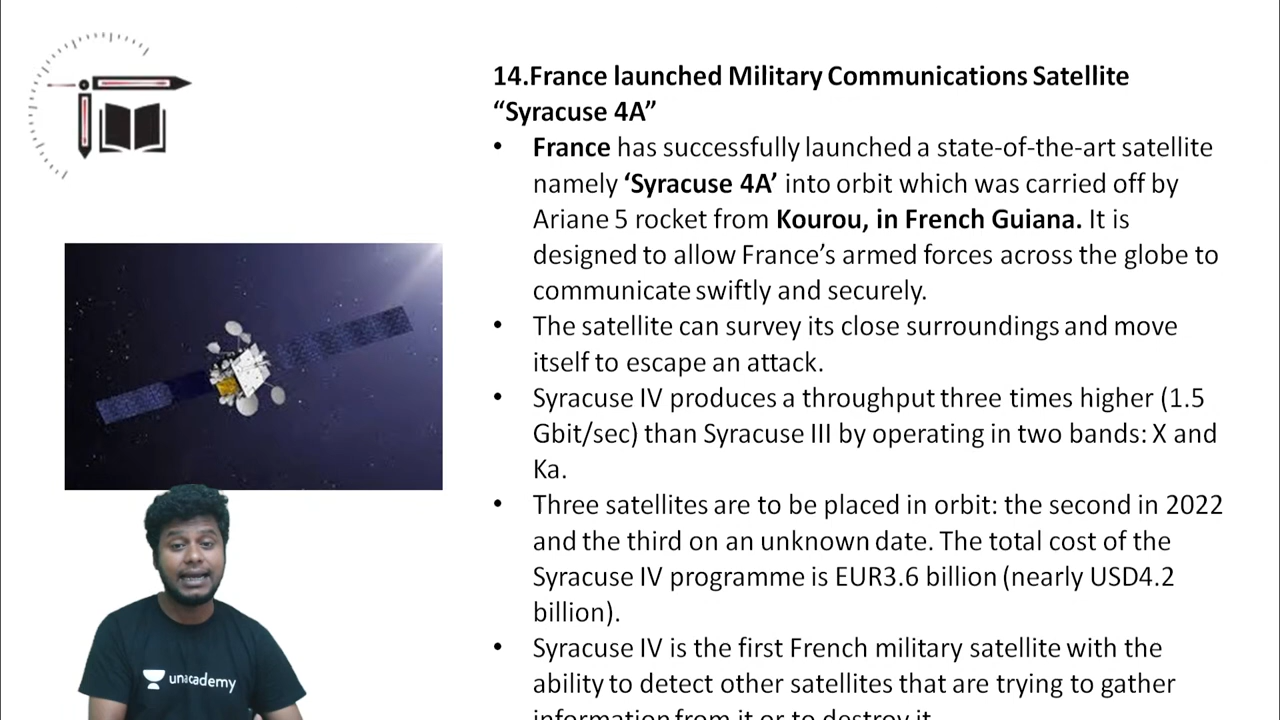 14.France launched Military Communications Satellite
“Syracuse 4A”
• France has successfully launched a state-of-the-art satellite
namely ‘Syracuse 4A’ into orbit which was carried off by
Ariane 5 rocket from Kourou, in French Guiana. It is
designed to allow France’s armed forces across the globe to
communicate swiftly and securely.
• The satellite can survey its close surroundings and move
itself to escape an attack.
• Syracuse IV produces a throughput three times higher (1.5
Gbit/sec) than Syracuse III by operating in two bands: X and
Ka.
• Three satellites are to be placed in orbit: the second in 2022
and the third on an unknown date. The total cost of the
Syracuse IV programme is EUR3.6 billion (nearly USD4.2
billion).
• Syracuse IV is the first French military satellite with the
ability to detect other satellites that are trying to gather
information from it or to destroy it.
unacademy